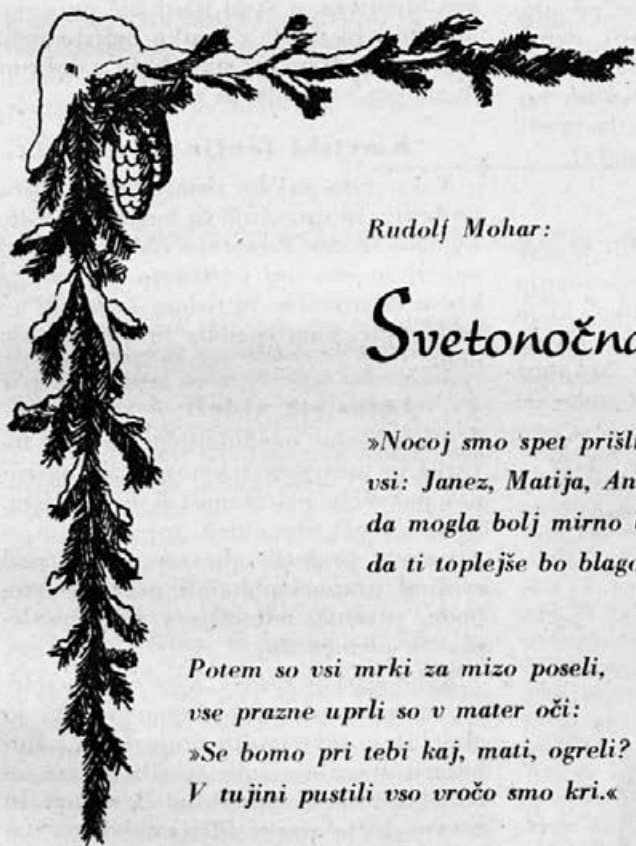 Rudolf Mohar:
Svetonočna
»Nocoj smo spet prišli
vsi: Janez, Matija, An
da mogla bolj mirno
da ti toplejše bo blago
Potem so vsi mrki za mizo poseli,
vse prazne uprli so v mater oči:
»Se bomo pri tebi kaj, mati, ogreli?
V tujini pustili vso vročo smo kri.«